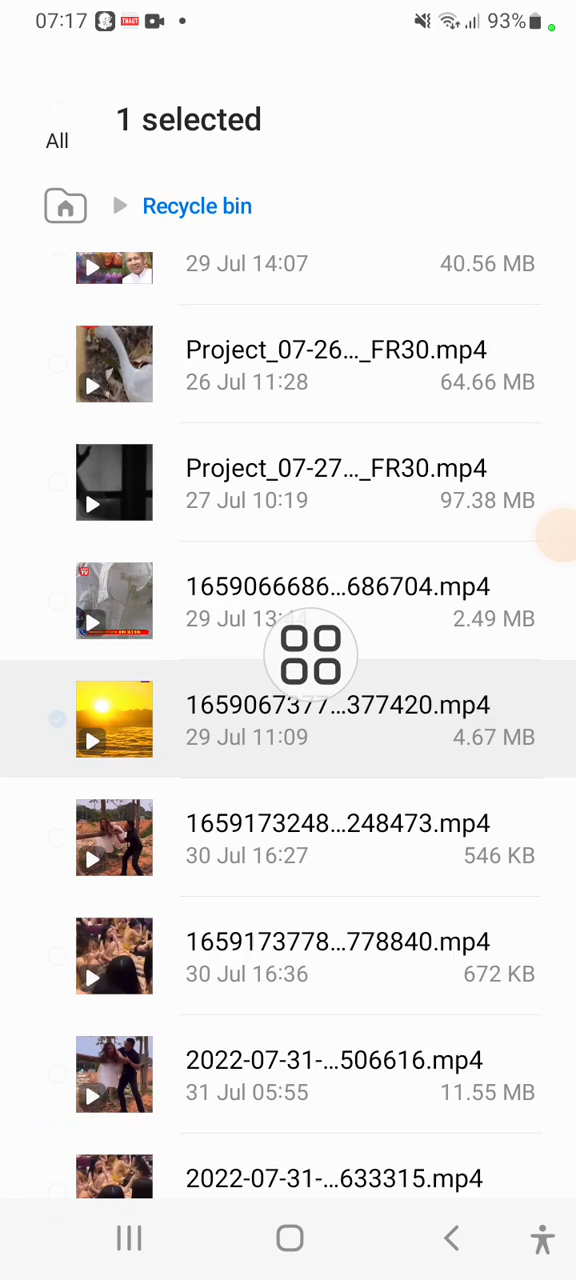 07:17 93%
1 selected
All
Recycle bin
29 Jul 14:07 40.56 MB
Project_07-26..._FR30.mp4
26 Jul 11:28 64.66 MB
Project_07-27..._FR30.mp4
27 Jul 10:19 97.38 MB
1659066686...686704.mp4
29 Jul 13:44 2.49 MB
1659067377...377420.mp4
29 Jul 11:09 4.67 MB
1659173248...248473.mp4
30 Jul 16:27 546 KB
1659173778...778840.mp4
30 Jul 16:36 672 KB
2022-07-31-...506616.mp4
31 Jul 05:55 11.55 MB
2022-07-31-...633315.mp4